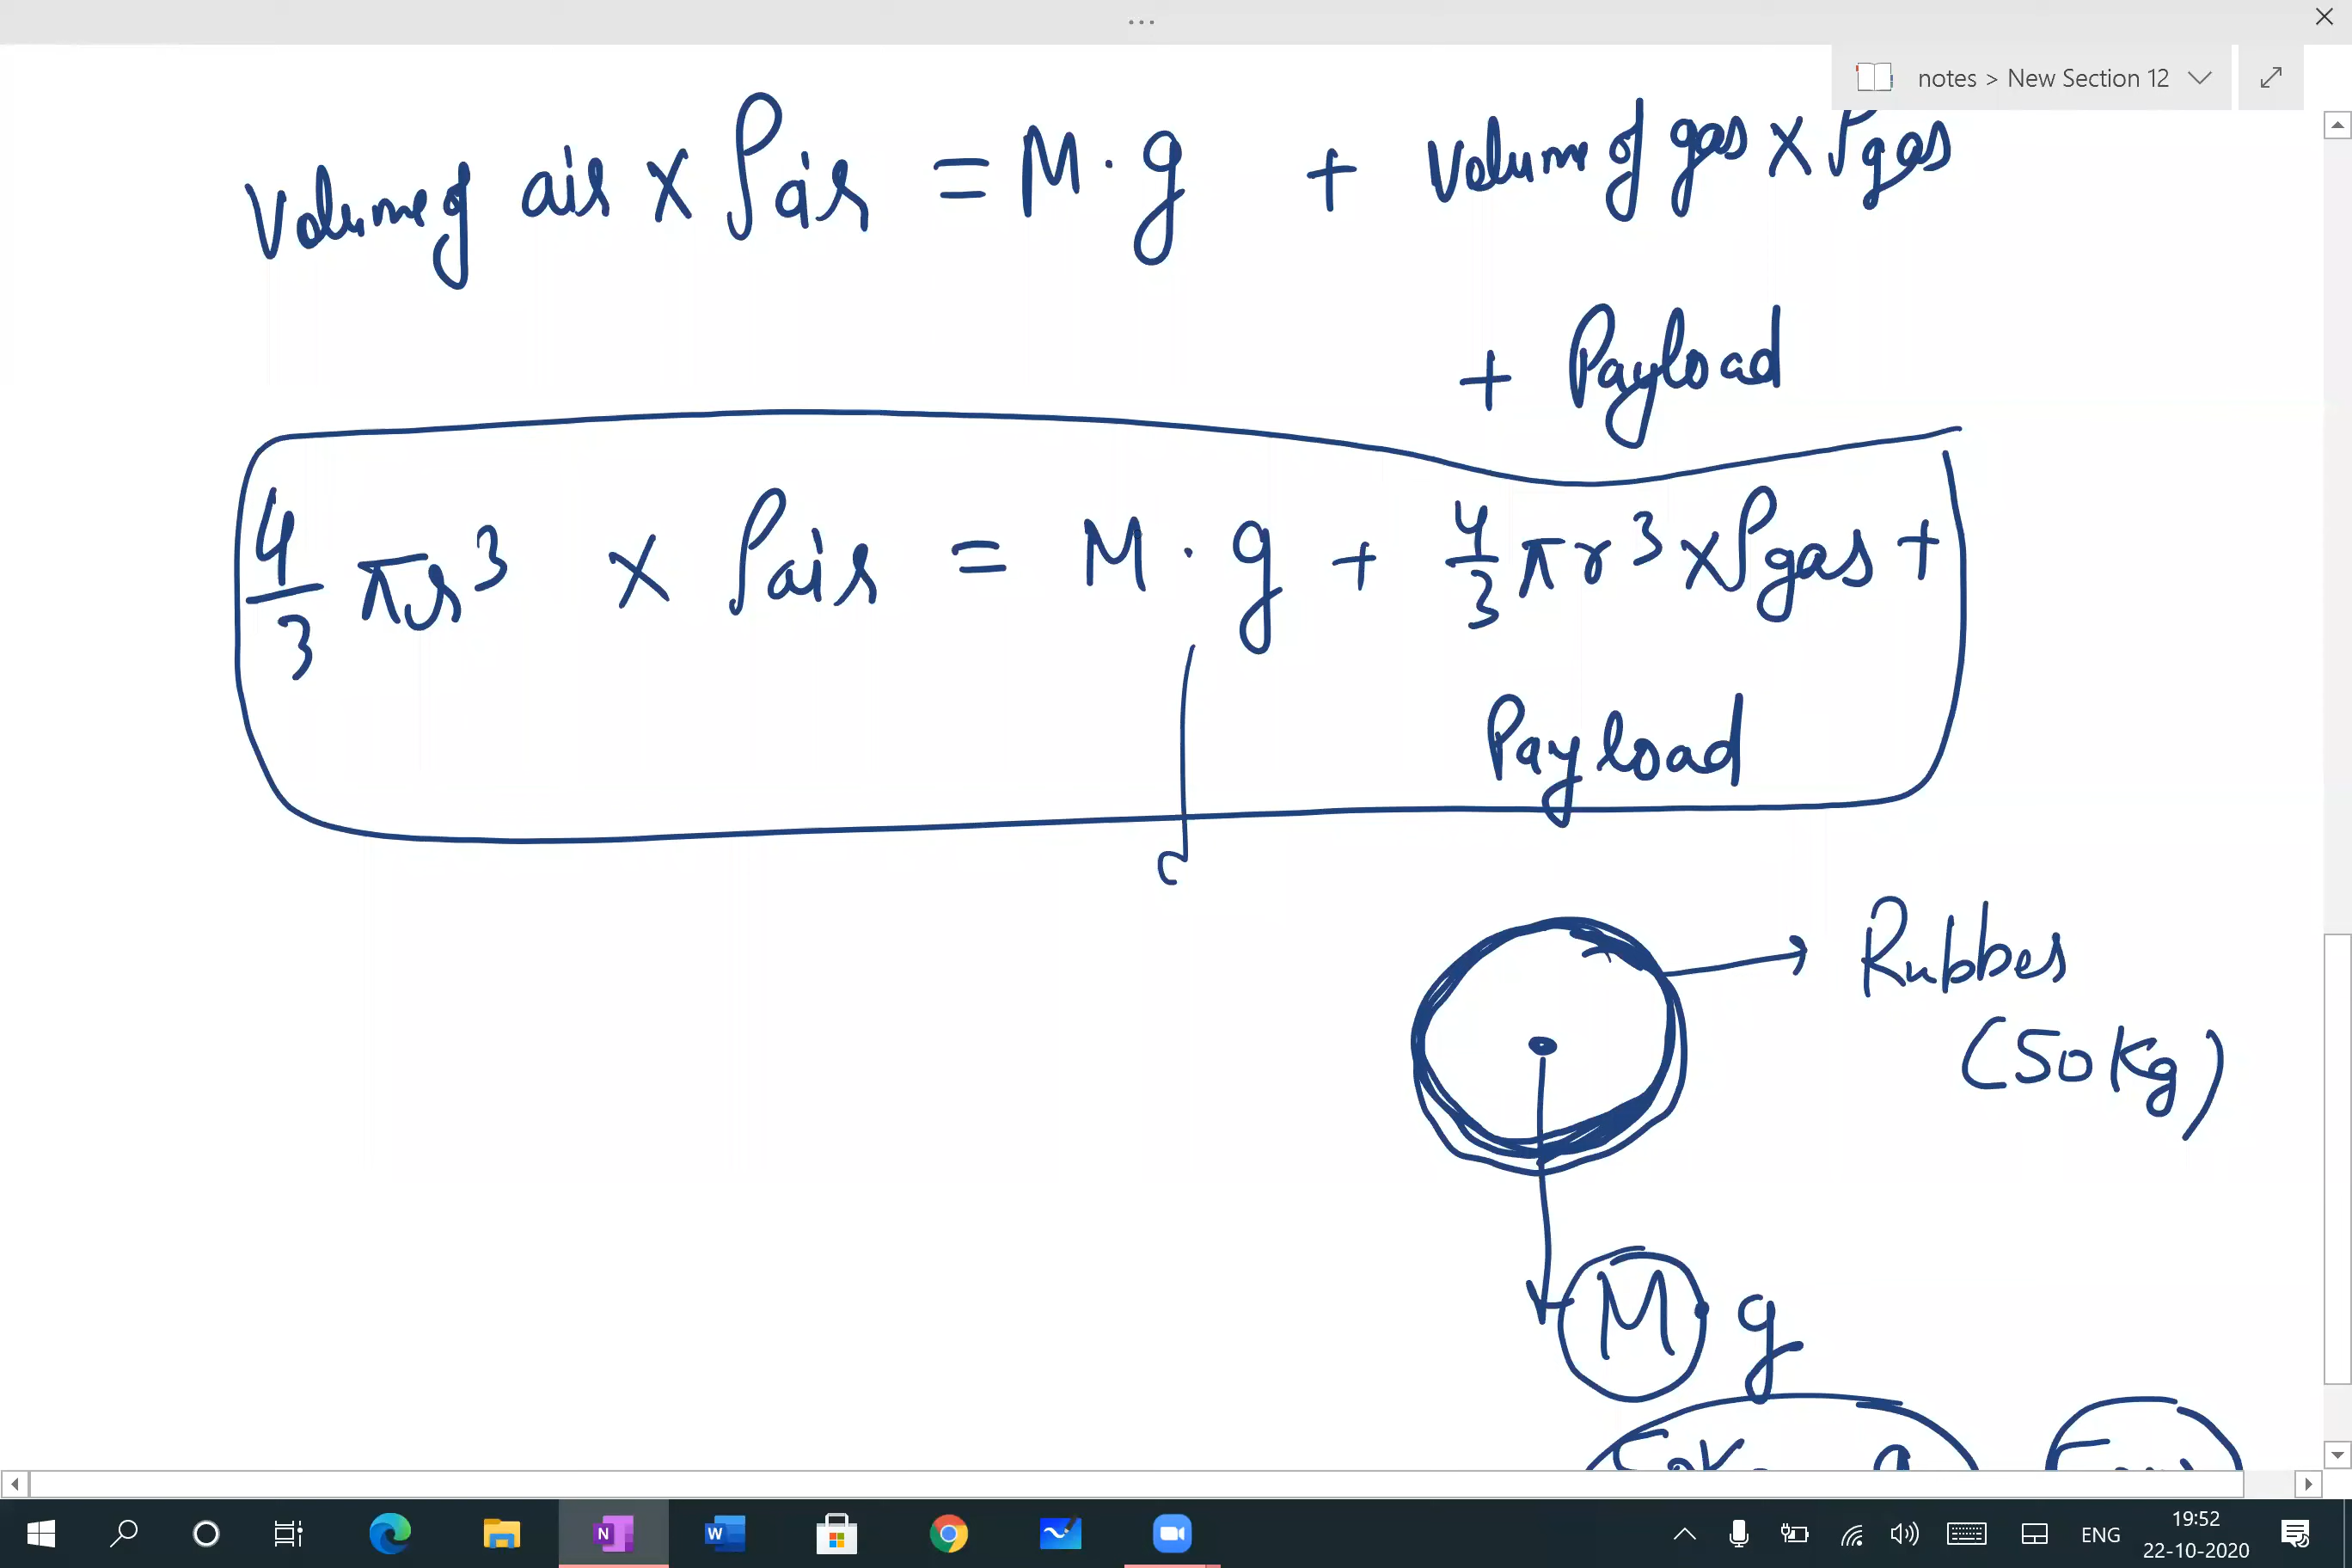 notes > New Section 12
Volume of air × ρair = M · g + Volume of gas × ρgas
+ Payload
4/3 πr³ × ρair = M · g + 4/3 πr³ × ρgas +
Payload
Rubber
(50 Kg)
M · g
ENG
19:52
22-10-2020